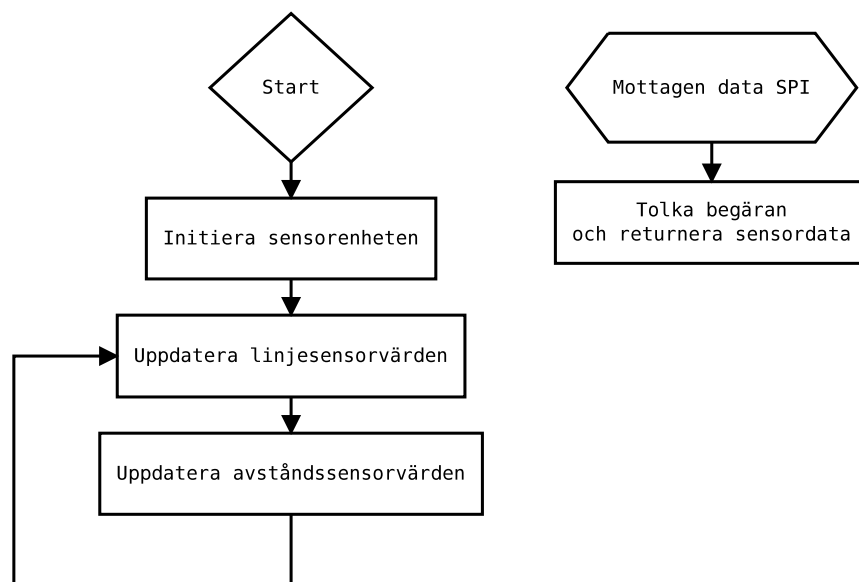 Start
Initiera sensorenheten
Uppdatera linjesensorvärden
Uppdatera avståndssensorvärden
Mottagen data SPI
Tolka begäran
och returnera sensordata